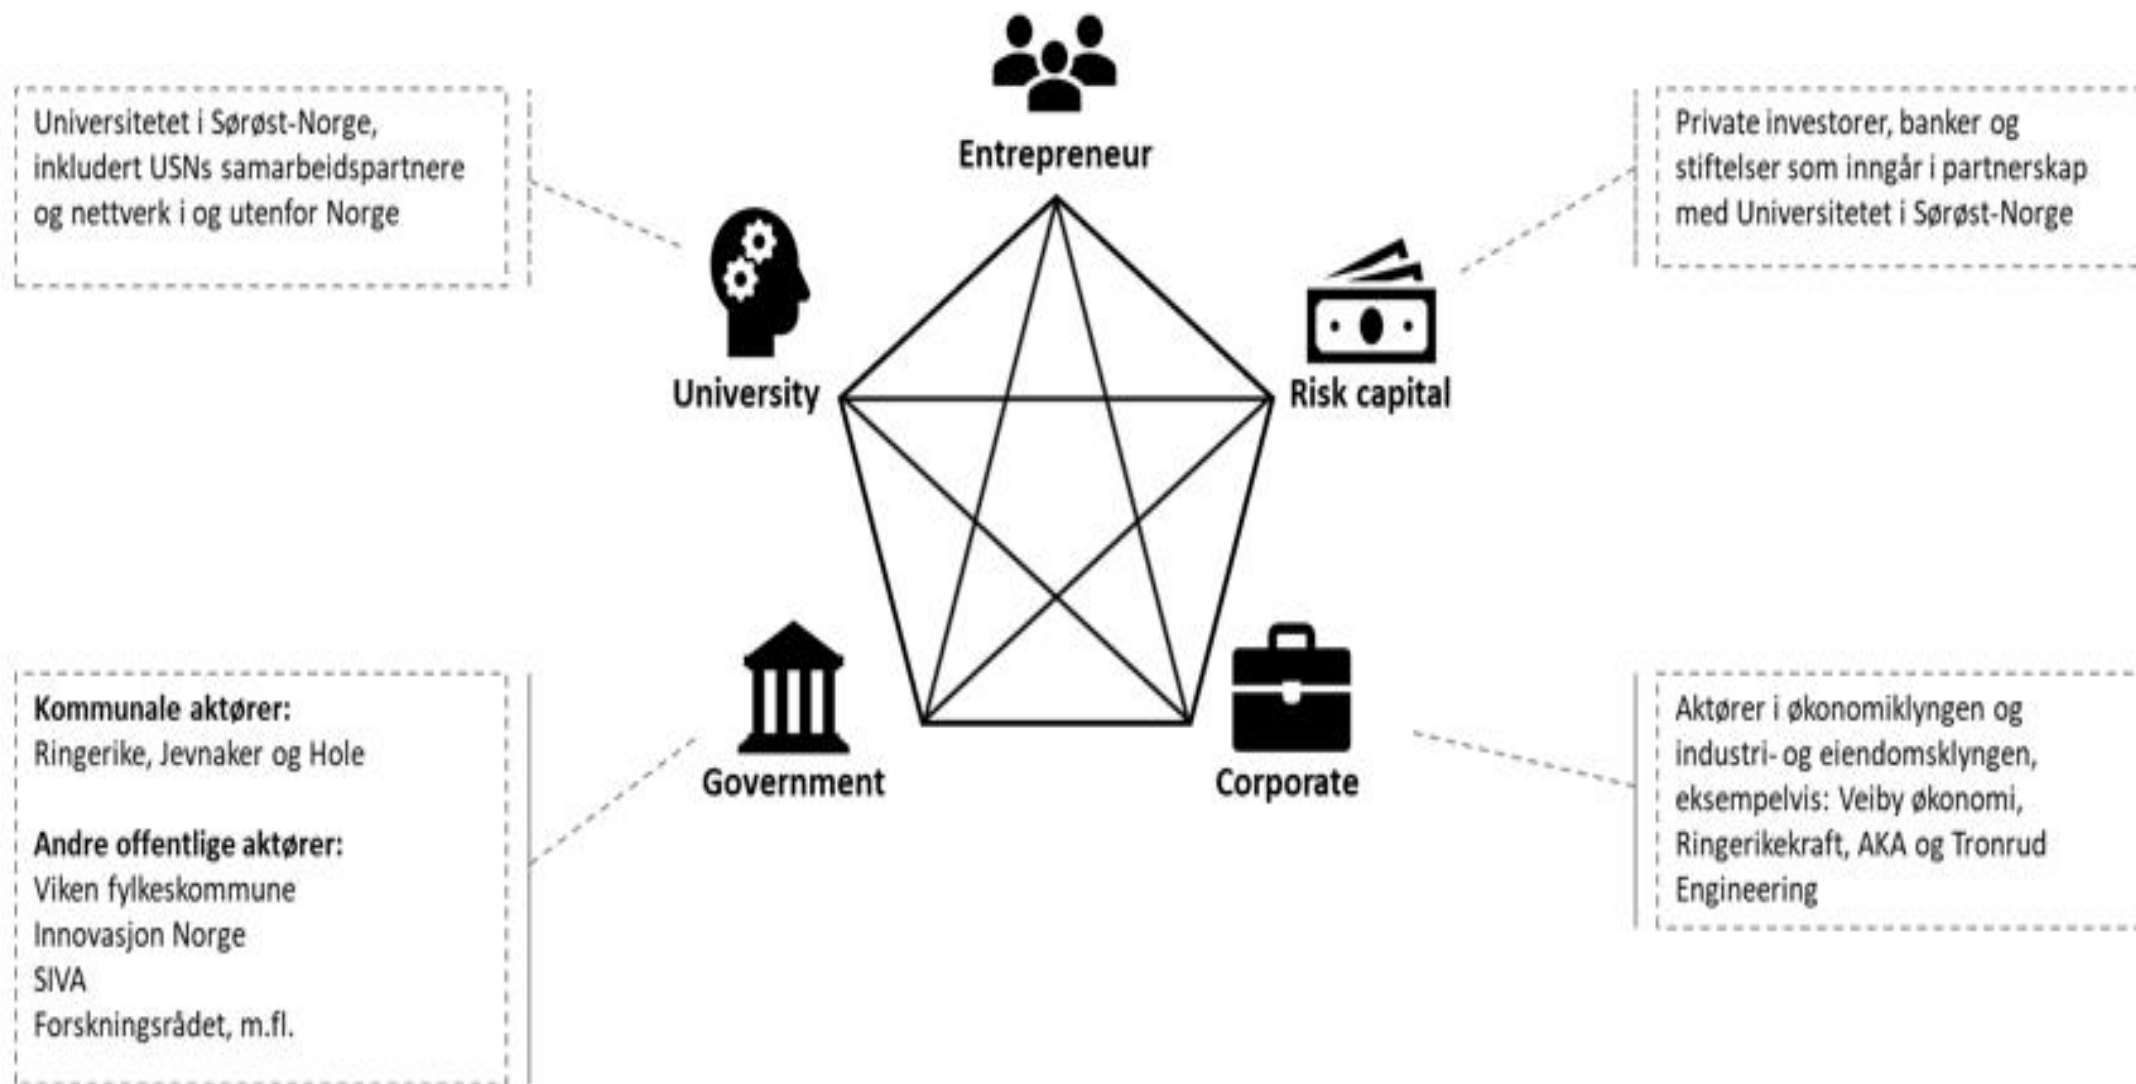 Entrepreneur
Universitetet i Sørøst-Norge,
inkludert USNs samarbeidspartnere
og nettverk i og utenfor Norge
Private investorer, banker og
stiftelser som inngår i partnerskap
med Universitetet i Sørøst-Norge
University
Risk capital
Kommunale aktører:
Ringerike, Jevnaker og Hole
Andre offentlige aktører:
Viken fylkeskommune
Innovasjon Norge
SIVA
Forskningsrådet, m.fl.
Government
Corporate
Aktører i økonomiklyngen og
industri- og eiendomsklyngen,
eksempelvis: Veiby økonomi,
Ringerikekraft, AKA og Tronrud
Engineering